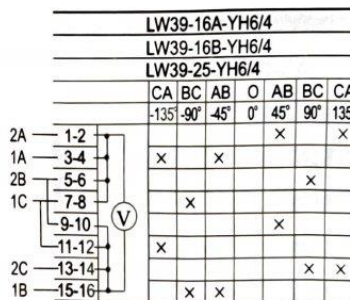 LW39-16A-YH6/4
LW39-16B-YH6/4
LW39-25-YH6/4
CA BC AB O AB BC CA
-135° -90° -45° 0° 45° 90° 135
2A 1-2 × ×
1A 3-4 × ×
2B 5-6 ×
1C 7-8 ×
V
9-10 ×
11-12 ×
2C 13-14 × ×
1B 15-16 × ×